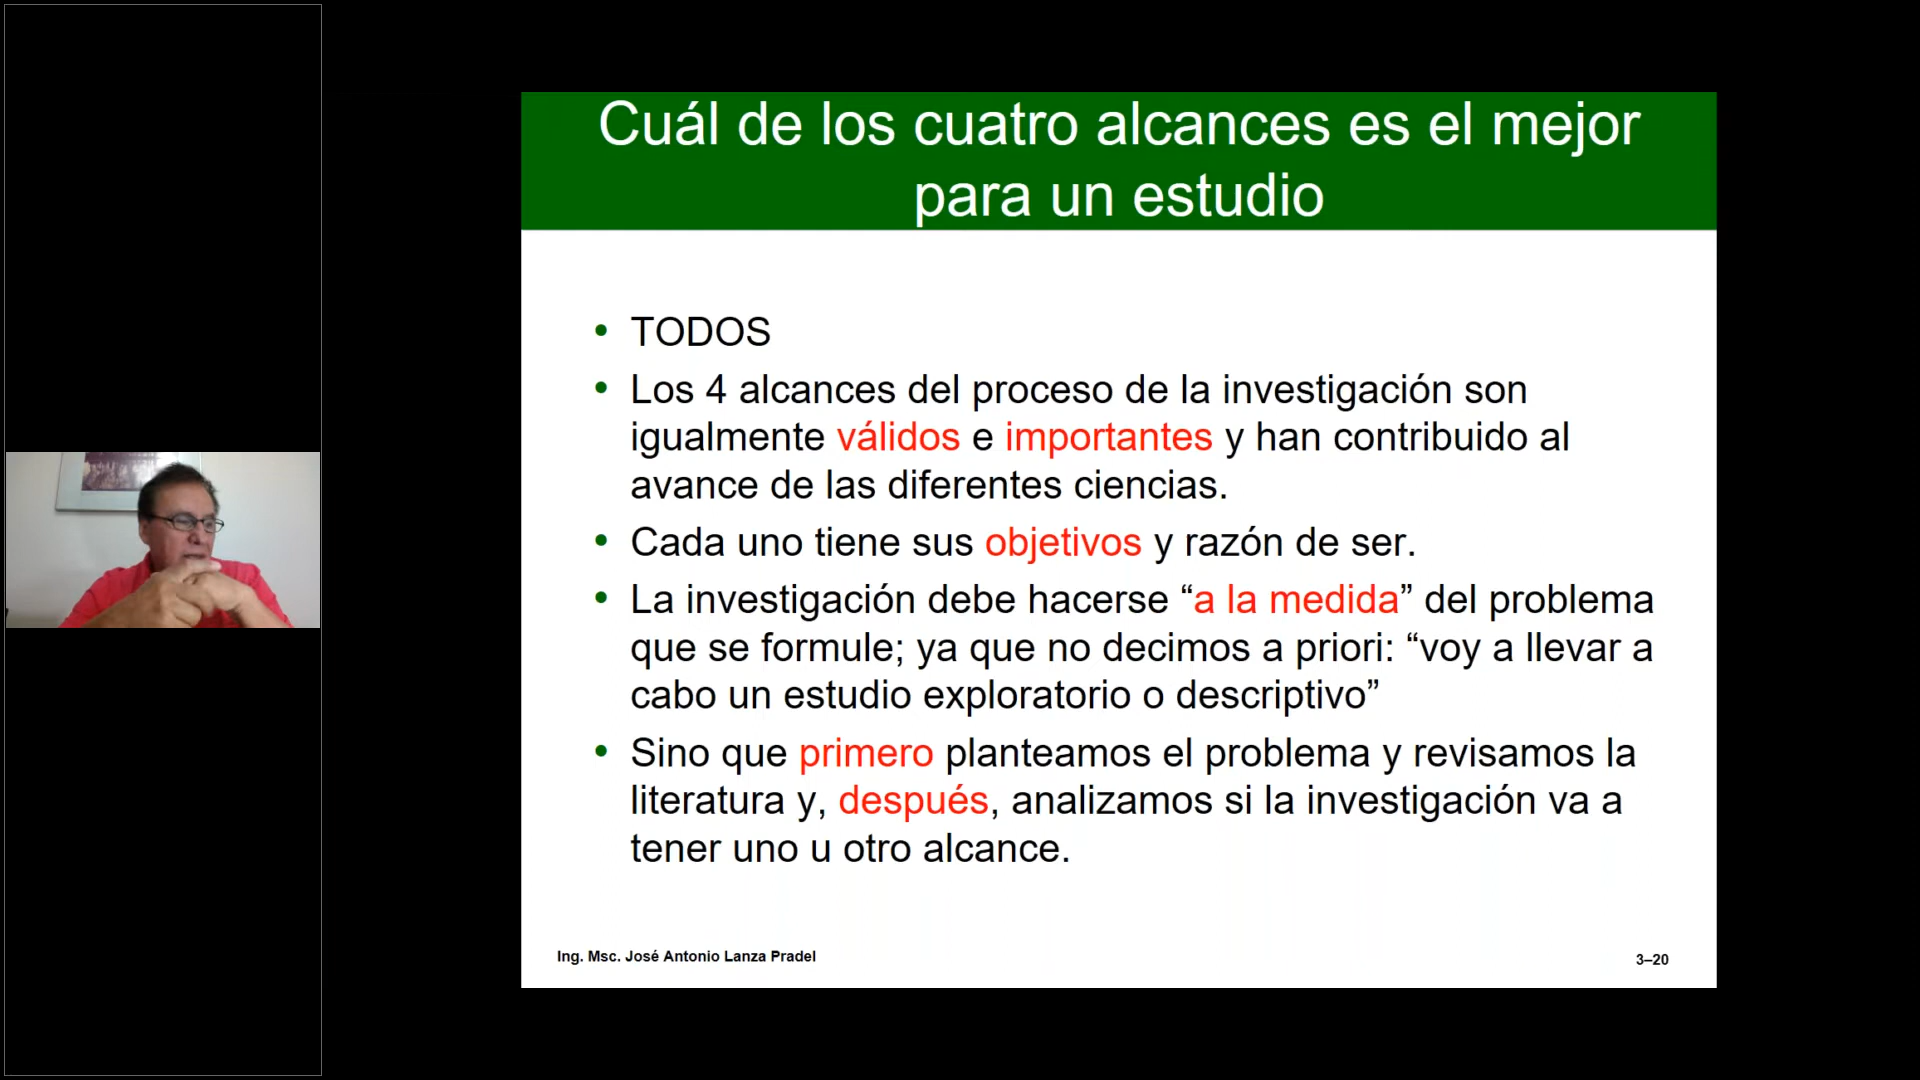 Cuál de los cuatro alcances es el mejor
para un estudio
• TODOS
• Los 4 alcances del proceso de la investigación son
igualmente válidos e importantes y han contribuido al
avance de las diferentes ciencias.
• Cada uno tiene sus objetivos y razón de ser.
• La investigación debe hacerse “a la medida” del problema
que se formule; ya que no decimos a priori: “voy a llevar a
cabo un estudio exploratorio o descriptivo”
• Sino que primero planteamos el problema y revisamos la
literatura y, después, analizamos si la investigación va a
tener uno u otro alcance.
Ing. Msc. José Antonio Lanza Pradel
3–20